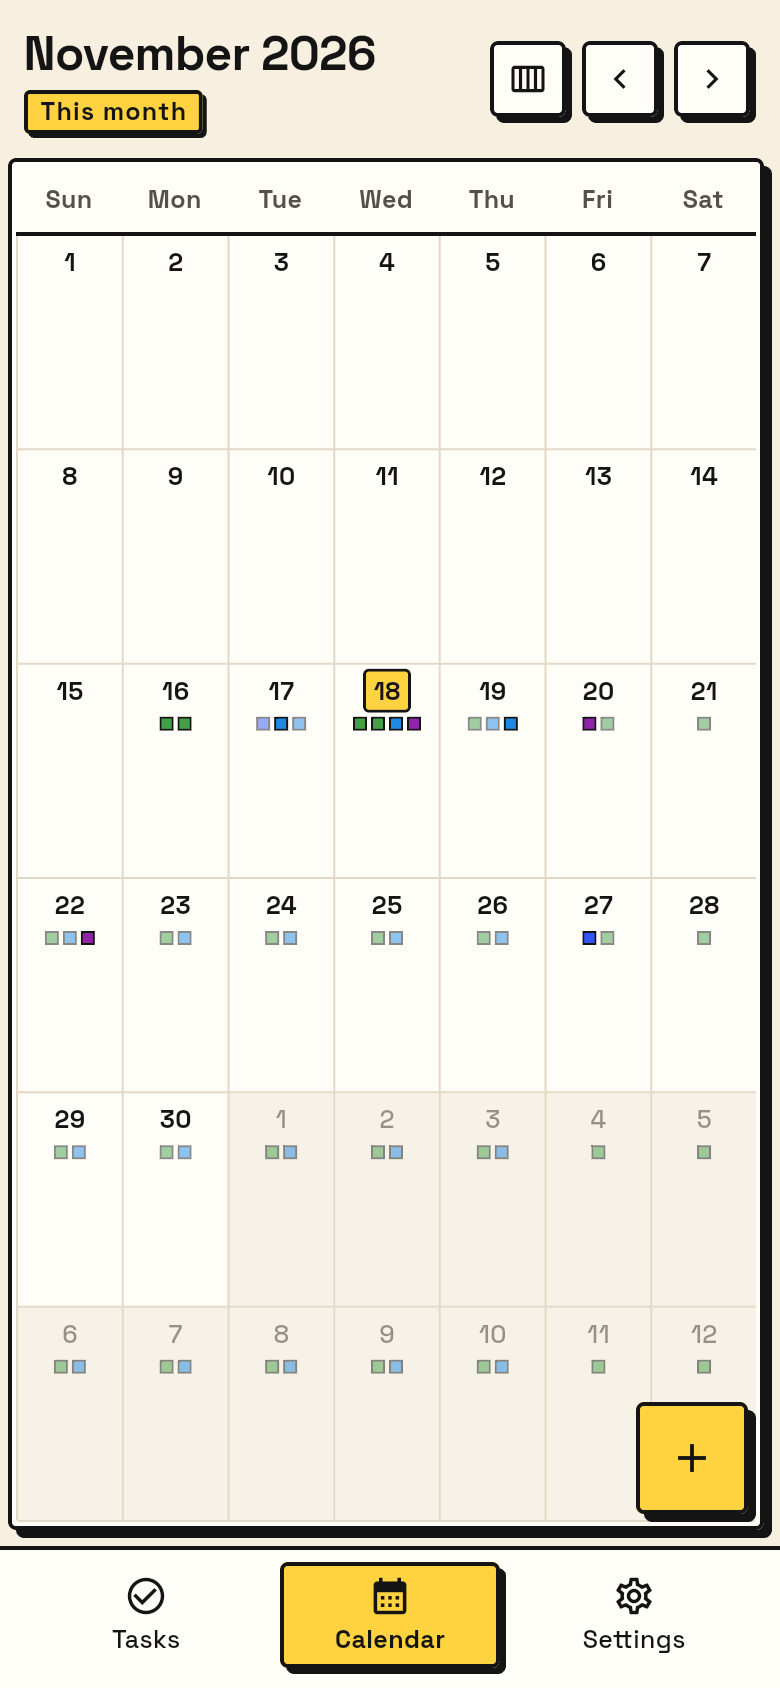 November 2026
This month
Sun Mon Tue Wed Thu Fri Sat
1 2 3 4 5 6 7
8 9 10 11 12 13 14
15 16 17 18 19 20 21
22 23 24 25 26 27 28
29 30 1 2 3 4 5
6 7 8 9 10 11 12
Tasks Calendar Settings